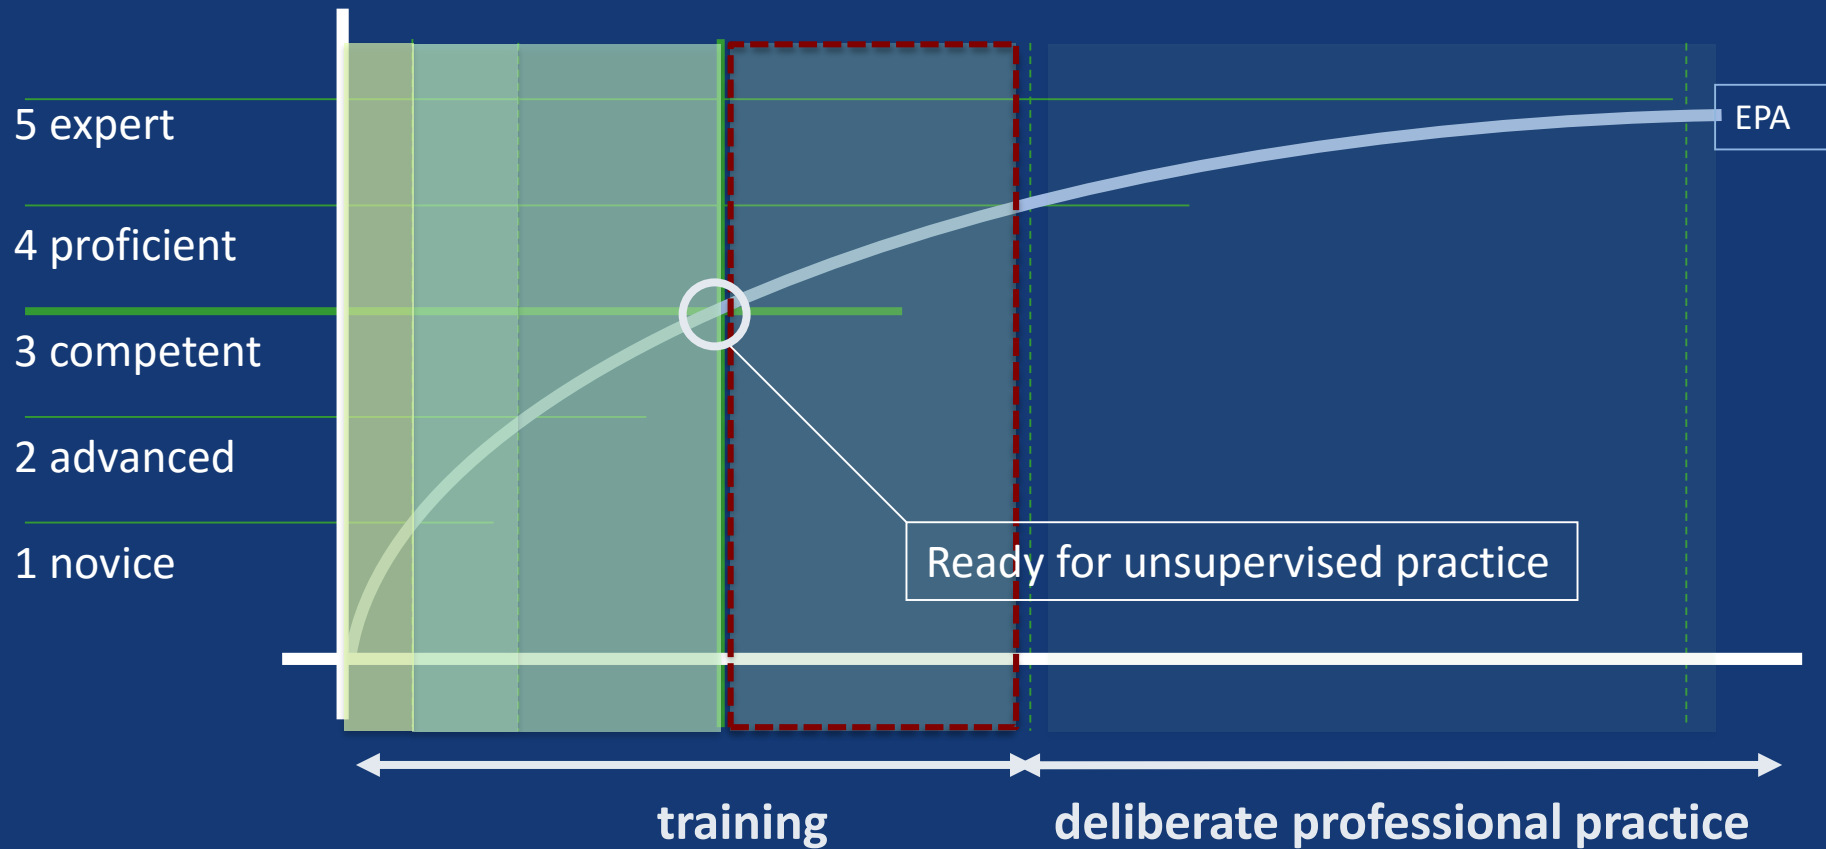 5 expert
EPA
4 proficient
3 competent
2 advanced
Ready for unsupervised practice
1 novice
training
deliberate professional practice